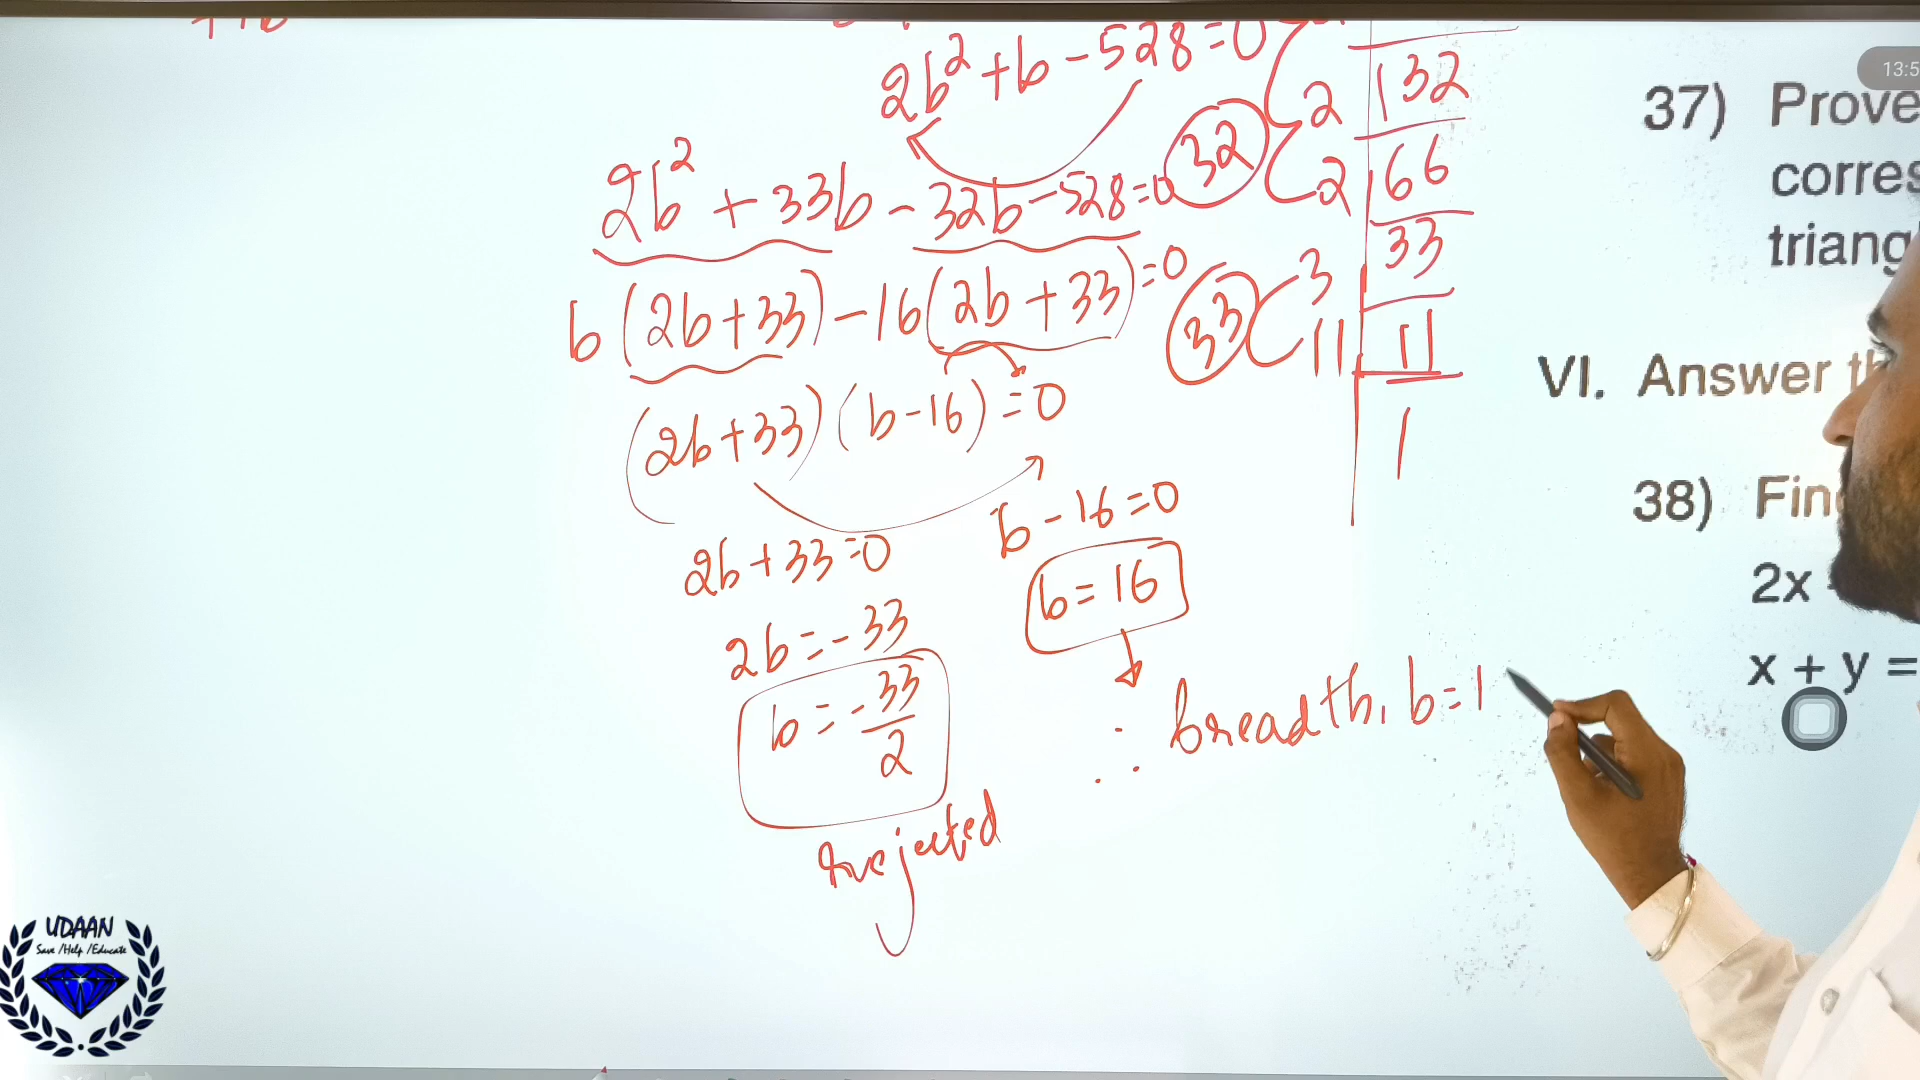 2b² + b - 528 = 0
2b² + 33b - 32b - 528 = 0
b (2b + 33) - 16 (2b + 33) = 0
(2b + 33) (b - 16) = 0
2b + 33 = 0
2b = - 33
b = - 33/2
rejected
b - 16 = 0
b = 16
∴ breadth, b = 1
32
33
2 | 132
2 | 66
3 | 33
11 | 11
1
13:5
37) Prove
corres
triang
VI. Answer th
38) Fin
2x
x + y =
UDAAN
Save /Help /Educate